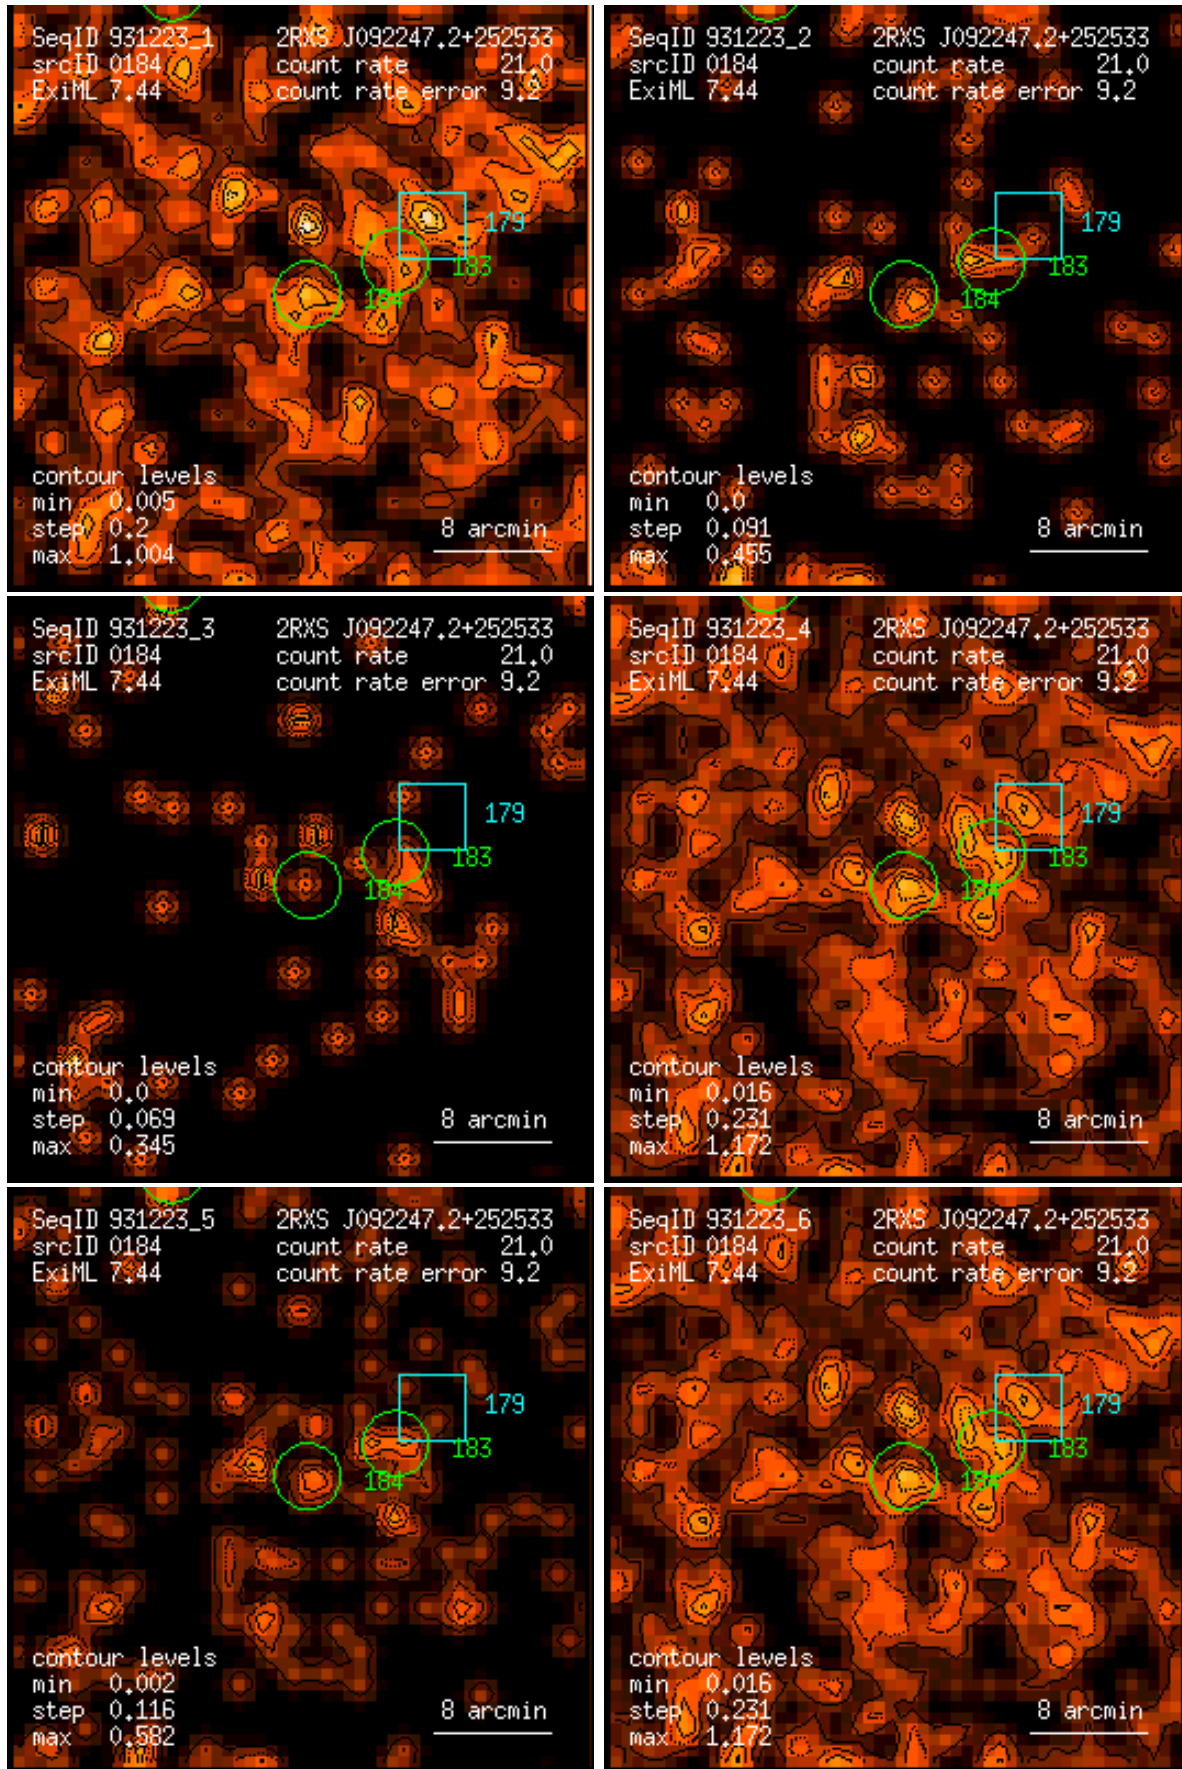 SeqID 931223_1 2RXS J092247.2+252533
srcID 0184 count rate 21.0
ExiML 7.44 count rate error 9.2
179
183
184
contour levels
min 0.005
step 0.2 8 arcmin
max 1.004
SeqID 931223_2 2RXS J092247.2+252533
srcID 0184 count rate 21.0
ExiML 7.44 count rate error 9.2
179
183
184
contour levels
min 0.0
step 0.091 8 arcmin
max 0.455
SeqID 931223_3 2RXS J092247.2+252533
srcID 0184 count rate 21.0
ExiML 7.44 count rate error 9.2
179
183
184
contour levels
min 0.0
step 0.069 8 arcmin
max 0.345
SeqID 931223_4 2RXS J092247.2+252533
srcID 0184 count rate 21.0
ExiML 7.44 count rate error 9.2
179
183
184
contour levels
min 0.016
step 0.231 8 arcmin
max 1.172
SeqID 931223_5 2RXS J092247.2+252533
srcID 0184 count rate 21.0
ExiML 7.44 count rate error 9.2
179
183
184
contour levels
min 0.002
step 0.116 8 arcmin
max 0.582
SeqID 931223_6 2RXS J092247.2+252533
srcID 0184 count rate 21.0
ExiML 7.44 count rate error 9.2
179
183
184
contour levels
min 0.016
step 0.231 8 arcmin
max 1.172